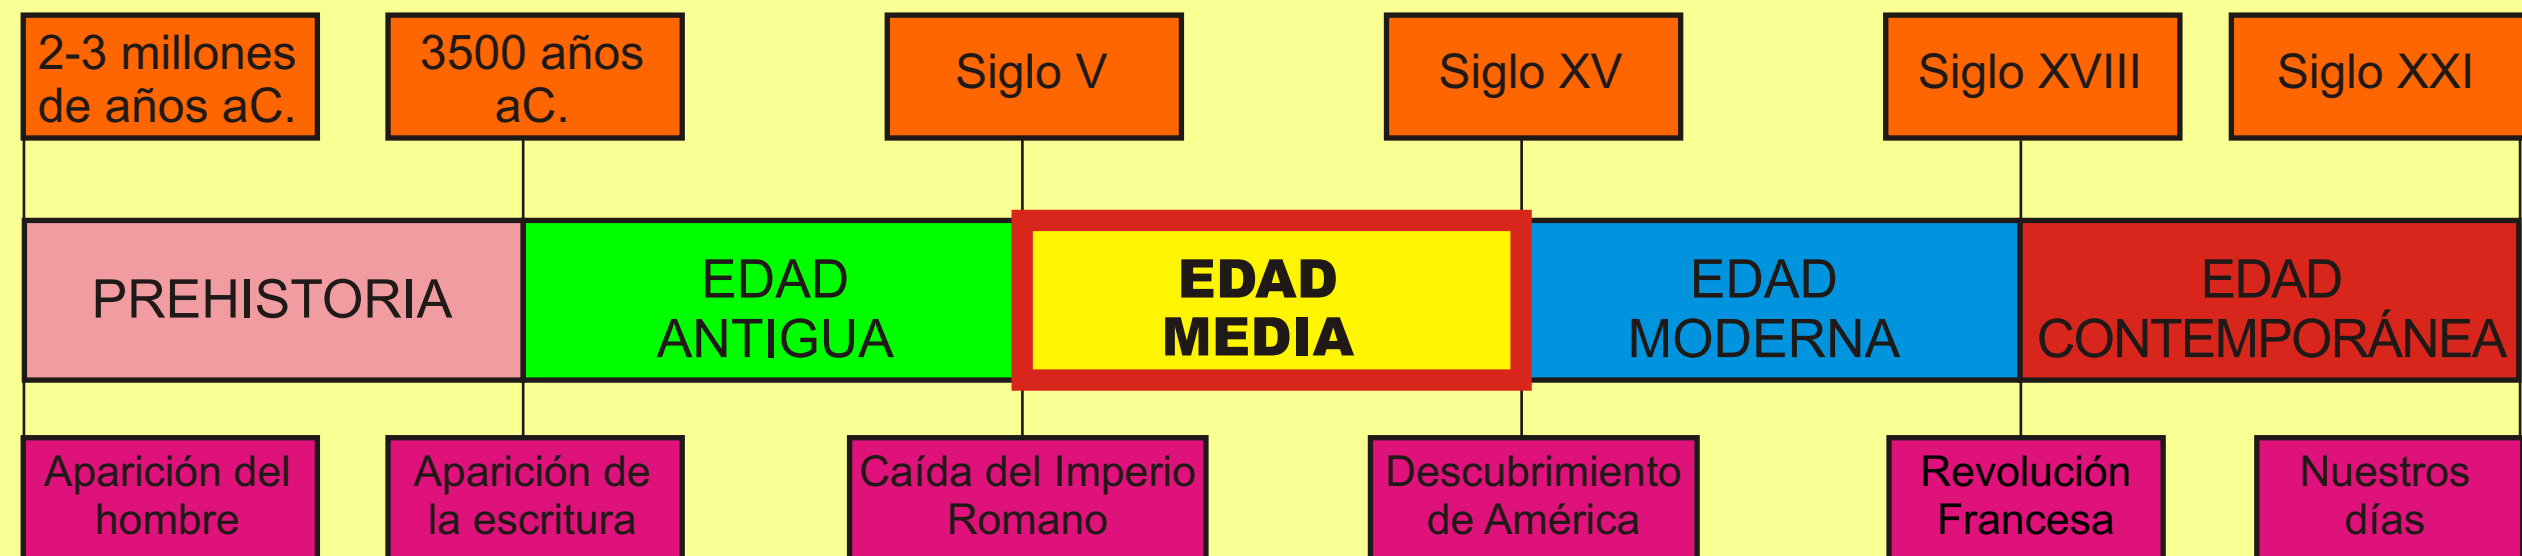 2-3 millones
de años aC.
3500 años
aC.
Siglo V
Siglo XV
Siglo XVIII
Siglo XXI
PREHISTORIA
EDAD
ANTIGUA
EDAD
MEDIA
EDAD
MODERNA
EDAD
CONTEMPORÁNEA
Aparición del
hombre
Aparición de
la escritura
Caída del Imperio
Romano
Descubrimiento
de América
Revolución
Francesa
Nuestros
días